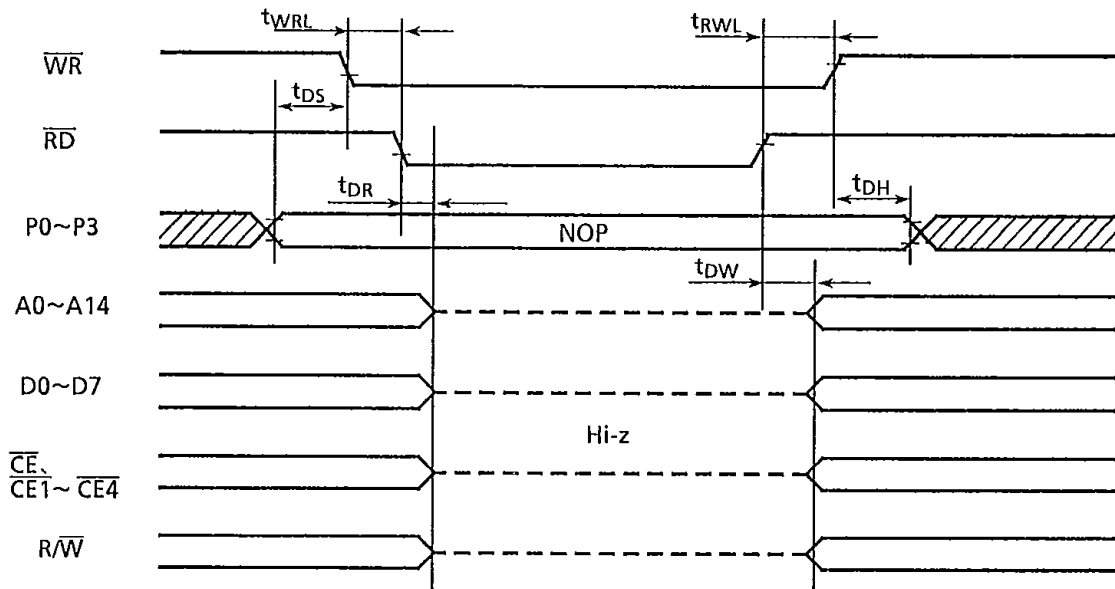 tWRL
tRWL
WR
tDS
RD
tDR
tDH
P0~P3
NOP
tDW
A0~A14
D0~D7
Hi-z
CE、
CE1~ CE4
R/W